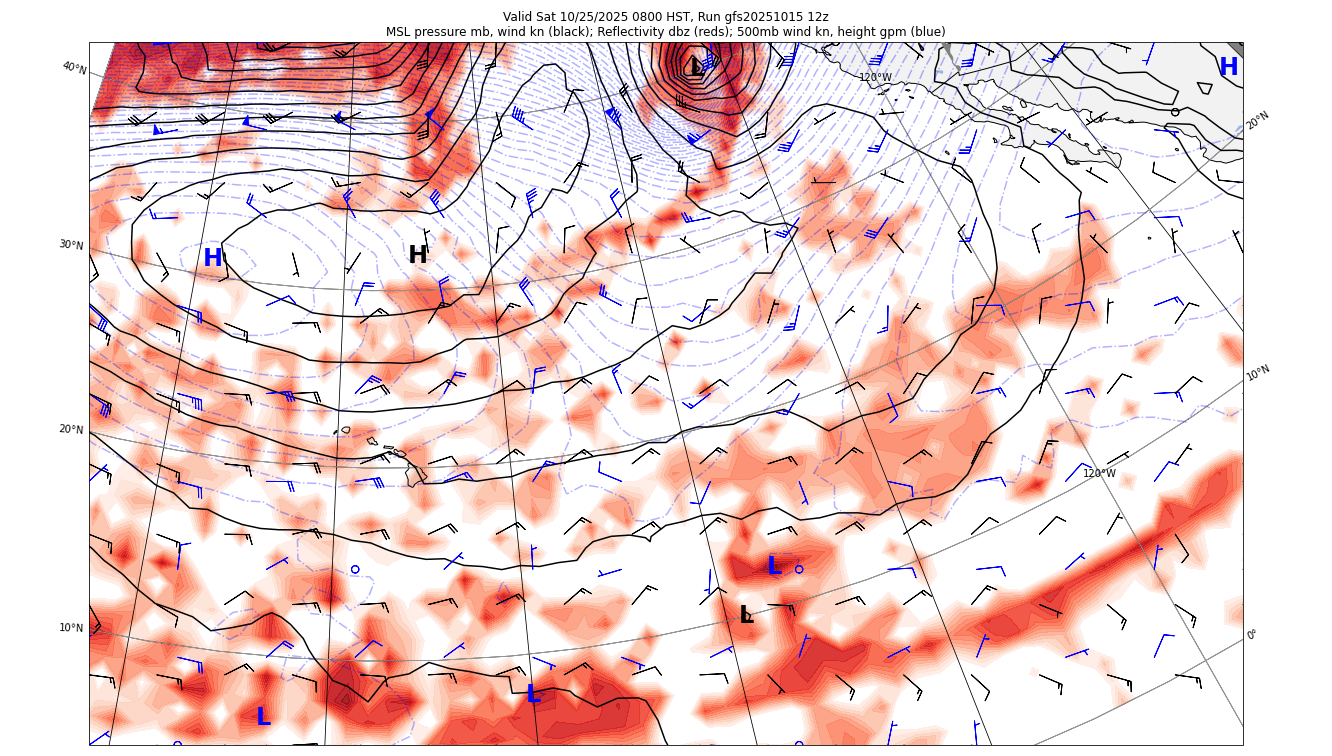 Valid Sat 10/25/2025 0800 HST, Run gfs20251015 12z
MSL pressure mb, wind kn (black); Reflectivity dbz (reds); 500mb wind kn, height gpm (blue)
40°N
L
120°W
H
20°N
30°N
H
H
10°N
20°N
120°W
L
L
10°N
0°
L
L